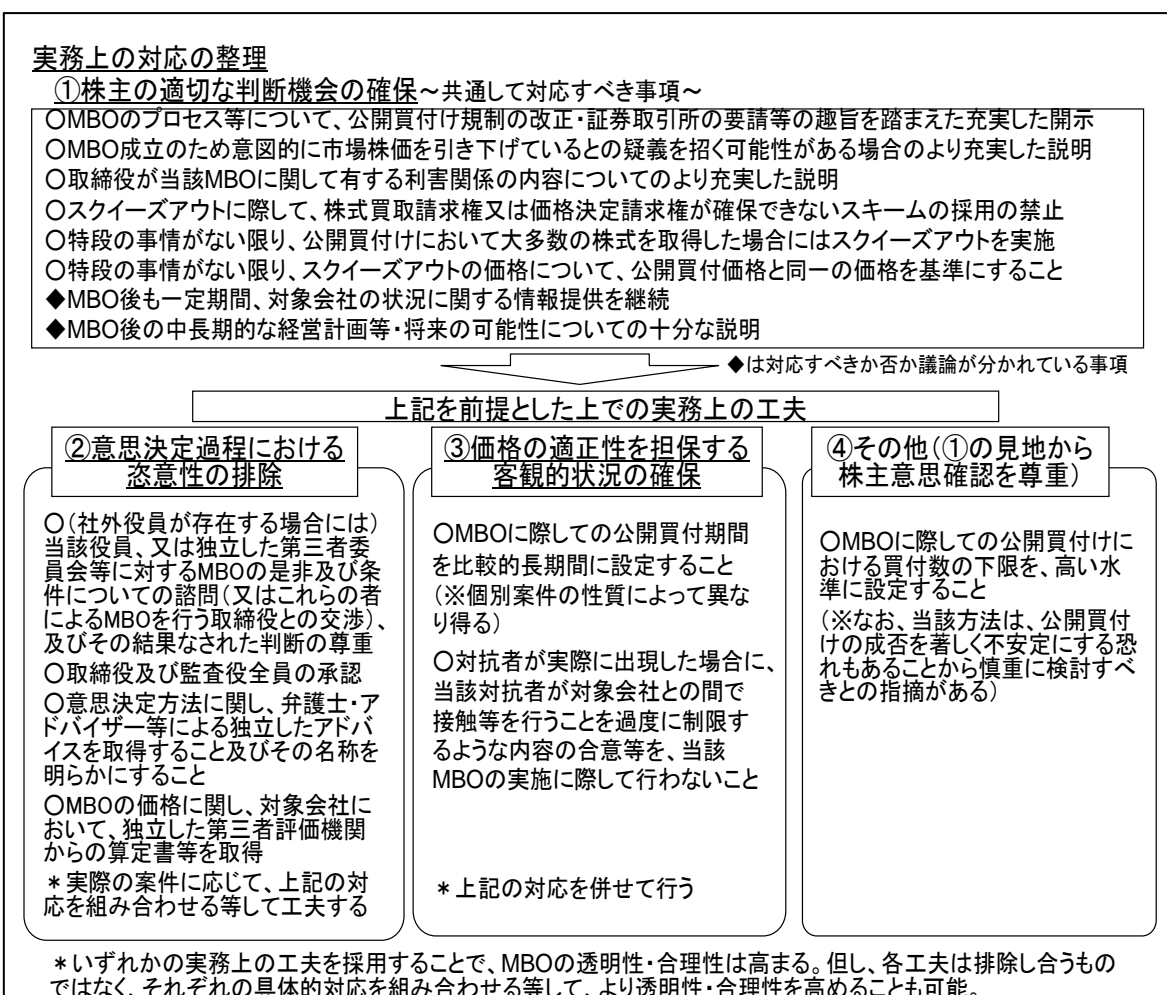 実務上の対応の整理
①株主の適切な判断機会の確保～共通して対応すべき事項～
○MBOのプロセス等について、公開買付け規制の改正・証券取引所の要請等の趣旨を踏まえた充実した開示
○MBO成立のため意図的に市場株価を引き下げているとの疑義を招く可能性がある場合のより充実した説明
○取締役が当該MBOに関して有する利害関係の内容についてのより充実した説明
○スクイーズアウトに際して、株式買取請求権又は価格決定請求権が確保できないスキームの採用の禁止
○特段の事情がない限り、公開買付けにおいて大多数の株式を取得した場合にはスクイーズアウトを実施
○特段の事情がない限り、スクイーズアウトの価格について、公開買付価格と同一の価格を基準にすること
◆MBO後も一定期間、対象会社の状況に関する情報提供を継続
◆MBO後の中長期的な経営計画等・将来の可能性についての十分な説明
◆は対応すべきか否か議論が分かれている事項
上記を前提とした上での実務上の工夫
②意思決定過程における
恣意性の排除
○（社外役員が存在する場合には）
当該役員、又は独立した第三者委
員会等に対するMBOの是非及び条
件についての諮問（又はこれらの者
によるMBOを行う取締役との交渉）、
及びその結果なされた判断の尊重
○取締役及び監査役全員の承認
○意思決定方法に関し、弁護士・ア
ドバイザー等による独立したアドバ
イスを取得すること及びその名称を
明らかにすること
○MBOの価格に関し、対象会社に
おいて、独立した第三者評価機関
からの算定書等を取得
＊実際の案件に応じて、上記の対
応を組み合わせる等して工夫する
③価格の適正性を担保する
客観的状況の確保
○MBOに際しての公開買付期間
を比較的長期間に設定すること
（※個別案件の性質によって異な
り得る）
○対抗者が実際に出現した場合に、
当該対抗者が対象会社との間で
接触等を行うことを過度に制限す
るような内容の合意等を、当該
MBOの実施に際して行わないこと
＊上記の対応を併せて行う
④その他（①の見地から
株主意思確認を尊重）
○MBOに際しての公開買付けに
おける買付数の下限を、高い水
準に設定すること
（※なお、当該方法は、公開買付
けの成否を著しく不安定にする恐
れもあることから慎重に検討すべ
きとの指摘がある）
＊いずれかの実務上の工夫を採用することで、MBOの透明性・合理性は高まる。但し、各工夫は排除し合うもの
ではなく、それぞれの具体的対応を組み合わせる等して、より透明性・合理性を高めることも可能。